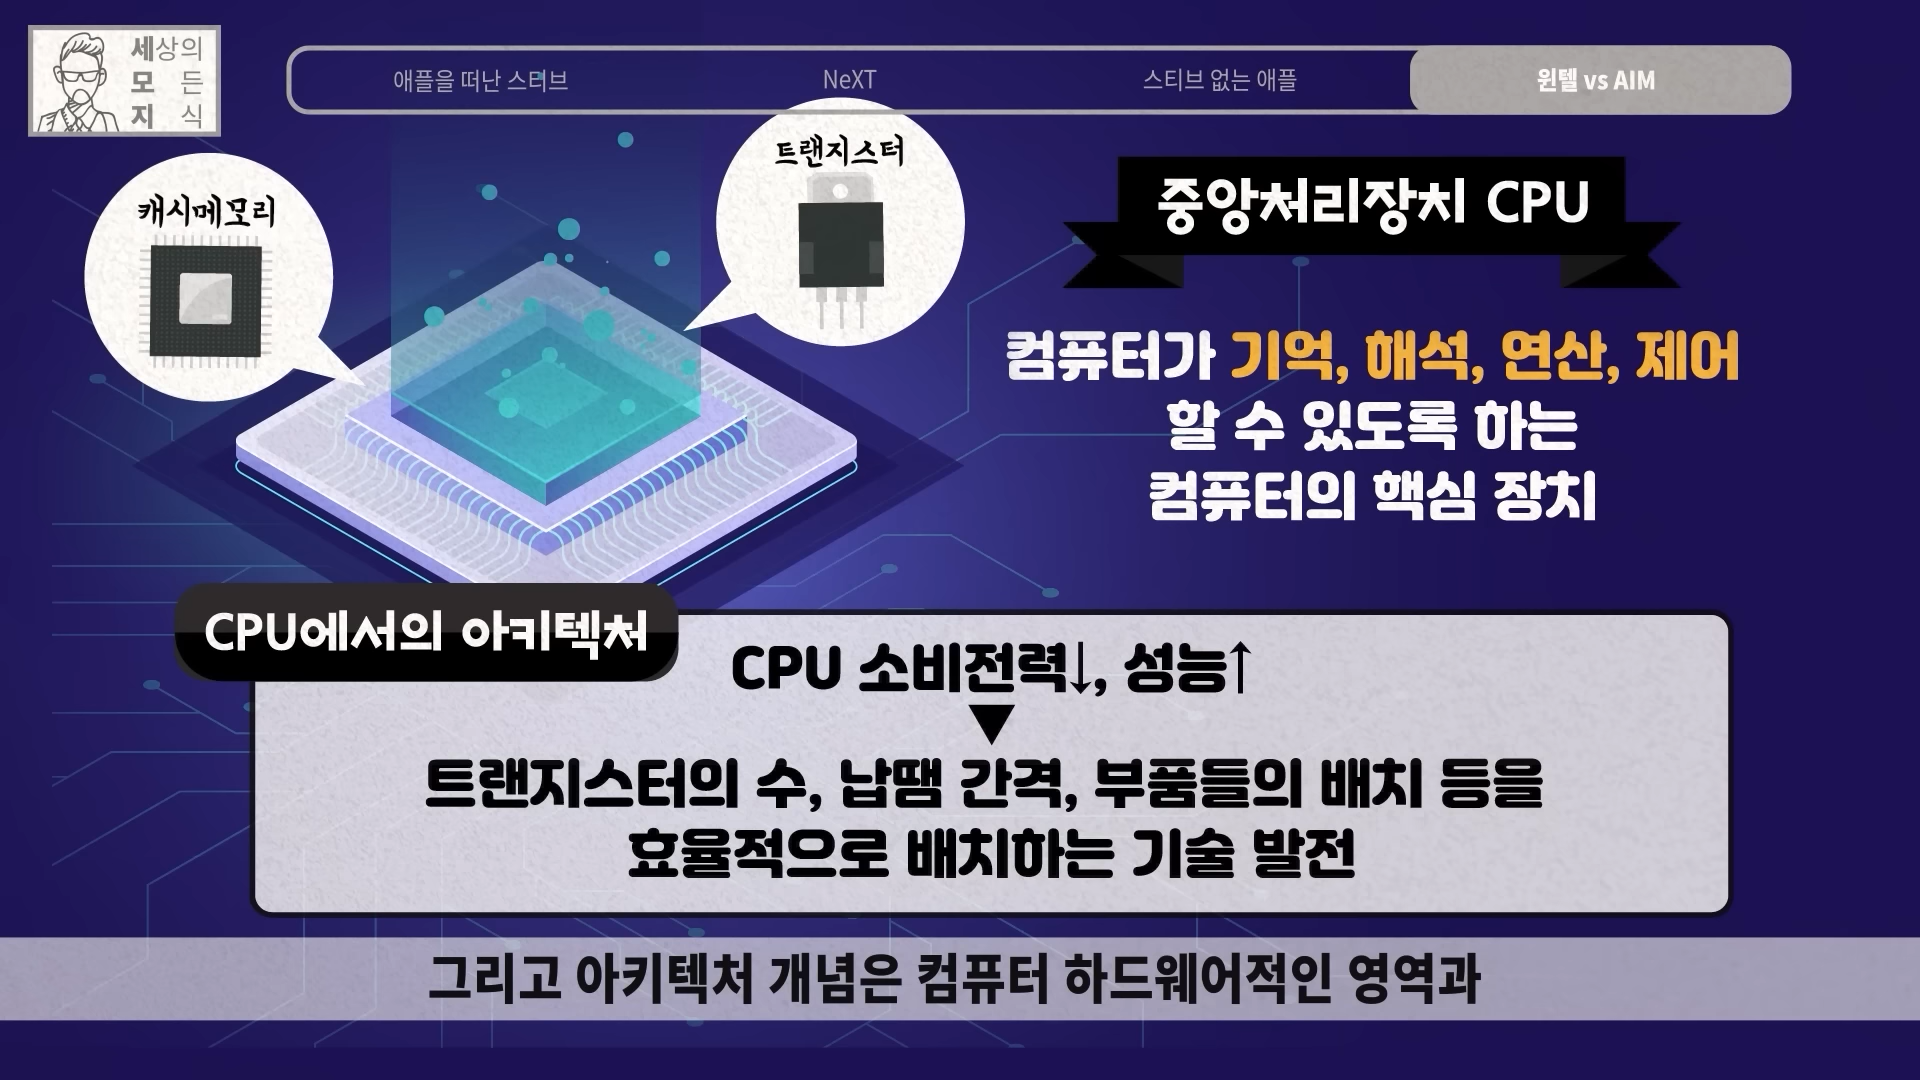 세상의
모든
지식
애플을 떠난 스티브
NeXT
스티브 없는 애플
윈텔 vs AIM
캐시메모리
트랜지스터
중앙처리장치 CPU
컴퓨터가 기억, 해석, 연산, 제어
할 수 있도록 하는
컴퓨터의 핵심 장치
CPU에서의 아키텍처
CPU 소비전력↓, 성능↑
▼
트랜지스터의 수, 납땜 간격, 부품들의 배치 등을
효율적으로 배치하는 기술 발전
그리고 아키텍처 개념은 컴퓨터 하드웨어적인 영역과